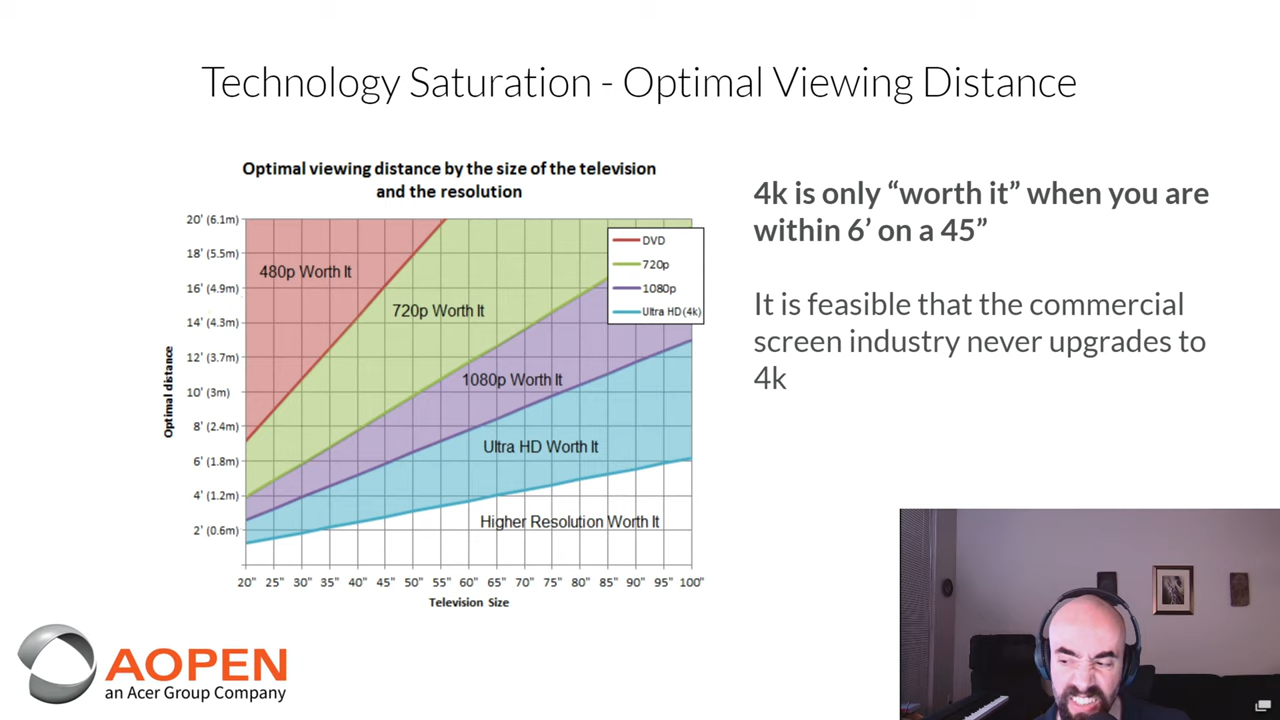 Technology Saturation - Optimal Viewing Distance
Optimal viewing distance by the size of the television
and the resolution
20' (6.1m)
18' (5.5m)
16' (4.9m)
14' (4.3m)
12' (3.7m)
10' (3m)
8' (2.4m)
6' (1.8m)
4' (1.2m)
2' (0.6m)
Optimal distance
480p Worth It
720p Worth It
1080p Worth It
Ultra HD Worth It
Higher Resolution Worth It
DVD
720p
1080p
Ultra HD (4k)
20" 25" 30" 35" 40" 45" 50" 55" 60" 65" 70" 75" 80" 85" 90" 95" 100"
Television Size
4k is only “worth it” when you are
within 6’ on a 45”
It is feasible that the commercial
screen industry never upgrades to
4k
AOPEN
an Acer Group Company